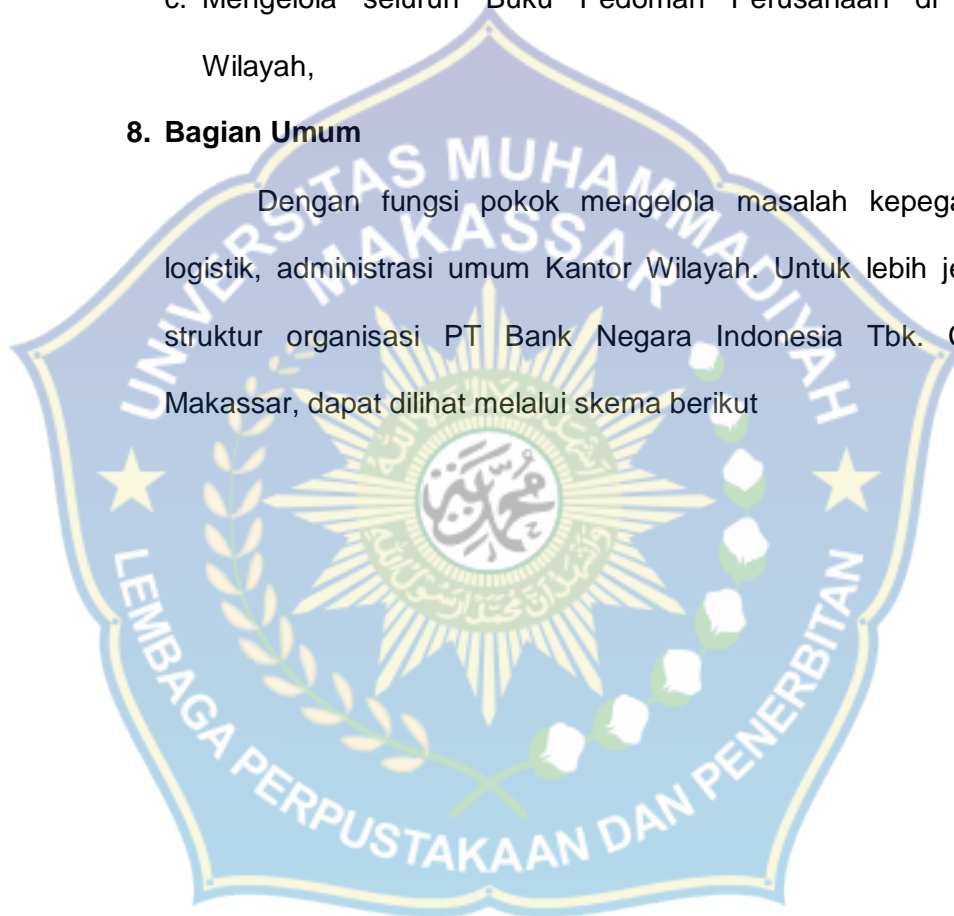 c. Mengelola seluruh Buku Pedoman Perusahaan di
Wilayah,
8. Bagian Umum
Dengan fungsi pokok mengelola masalah kepega
logistik, administrasi umum Kantor Wilayah. Untuk lebih je
struktur organisasi PT Bank Negara Indonesia Tbk.
Makassar, dapat dilihat melalui skema berikut
UNIVERSITAS MUHAMMADIYAH
MAKASSAR
محمد
LEMBAGA PERPUSTAKAAN DAN PENERBITAN